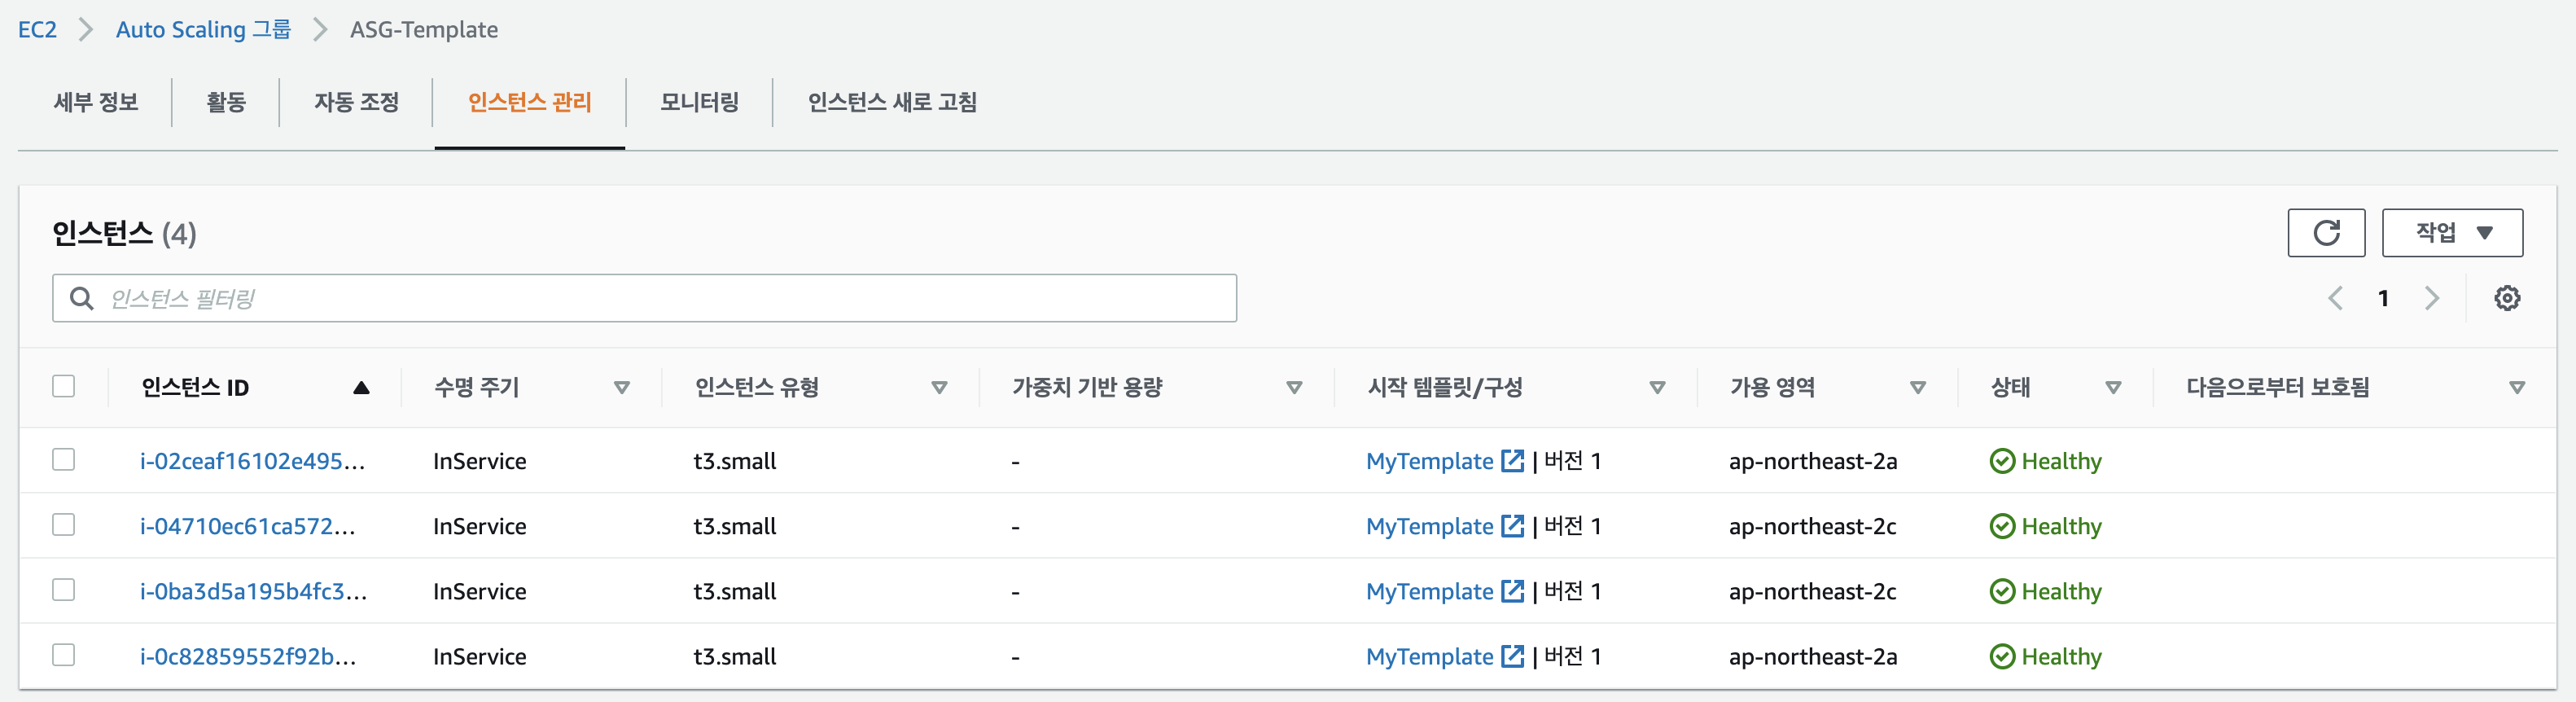 EC2 > Auto Scaling 그룹 > ASG-Template
세부 정보 활동 자동 조정 인스턴스 관리 모니터링 인스턴스 새로 고침
인스턴스 (4) 작업
인스턴스 필터링 1
인스턴스 ID 수명 주기 인스턴스 유형 가중치 기반 용량 시작 템플릿/구성 가용 영역 상태 다음으로부터 보호됨
i-02ceaf16102e495... InService t3.small - MyTemplate | 버전 1 ap-northeast-2a Healthy
i-04710ec61ca572... InService t3.small - MyTemplate | 버전 1 ap-northeast-2c Healthy
i-0ba3d5a195b4fc3... InService t3.small - MyTemplate | 버전 1 ap-northeast-2c Healthy
i-0c82859552f92b... InService t3.small - MyTemplate | 버전 1 ap-northeast-2a Healthy